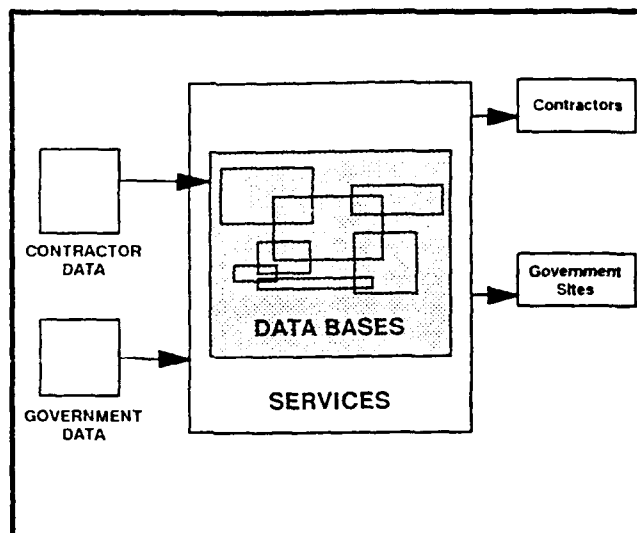 CONTRACTOR
DATA
GOVERNMENT
DATA
DATA BASES
SERVICES
Contractors
Government
Sites